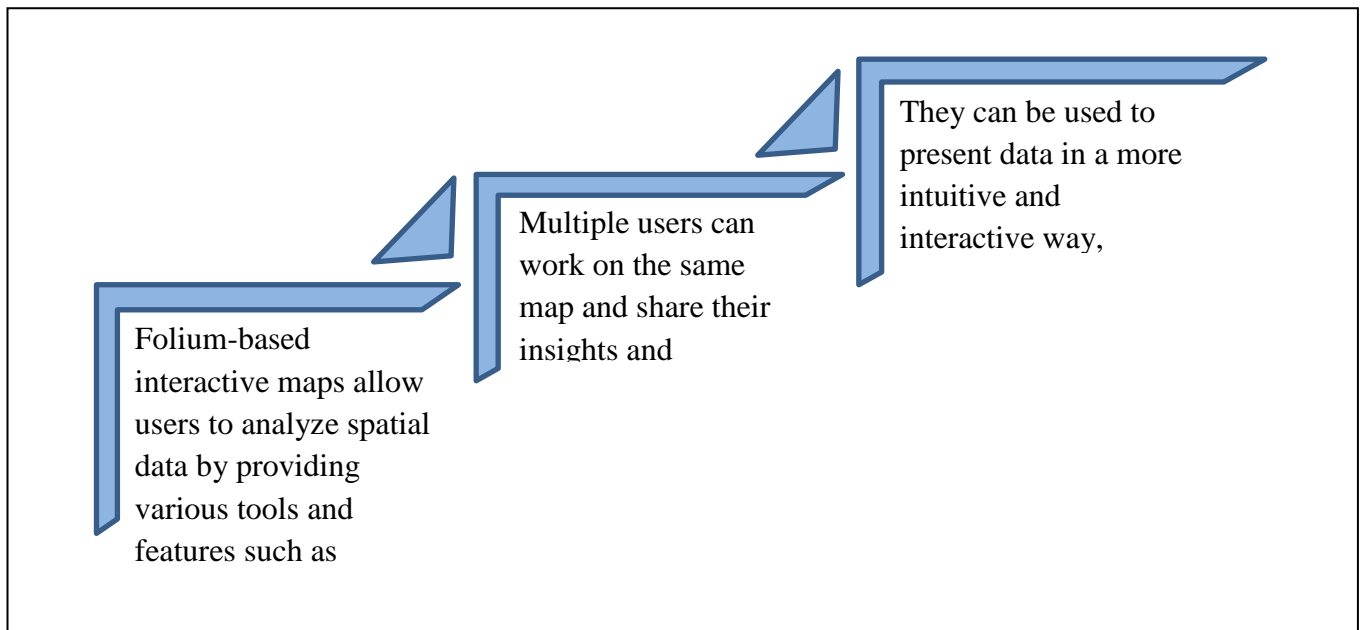 Folium-based
interactive maps allow
users to analyze spatial
data by providing
various tools and
features such as
Multiple users can
work on the same
map and share their
insights and
They can be used to
present data in a more
intuitive and
interactive way,